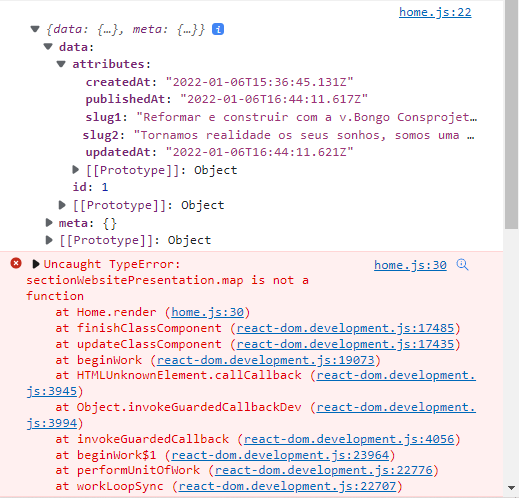 home.js:22
{data: {…}, meta: {…}} i
data:
attributes:
createdAt: "2022-01-06T15:36:45.131Z"
publishedAt: "2022-01-06T16:44:11.617Z"
slug1: "Reformar e construir com a v.Bongo Consprojet…
slug2: "Tornamos realidade os seus sonhos, somos uma …
updatedAt: "2022-01-06T16:44:11.621Z"
[[Prototype]]: Object
id: 1
[[Prototype]]: Object
meta: {}
[[Prototype]]: Object
Uncaught TypeError: home.js:30
sectionWebsitePresentation.map is not a
function
at Home.render (home.js:30)
at finishClassComponent (react-dom.development.js:17485)
at updateClassComponent (react-dom.development.js:17435)
at beginWork (react-dom.development.js:19073)
at HTMLUnknownElement.callCallback (react-dom.development.
js:3945)
at Object.invokeGuardedCallbackDev (react-dom.development.
js:3994)
at invokeGuardedCallback (react-dom.development.js:4056)
at beginWork$1 (react-dom.development.js:23964)
at performUnitOfWork (react-dom.development.js:22776)
at workLoopSync (react-dom.development.js:22707)